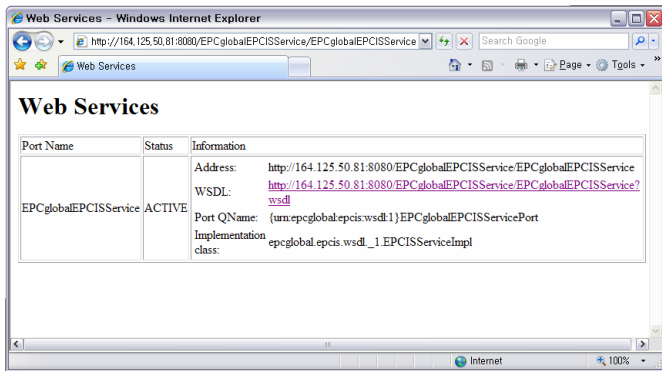 Web Services - Windows Internet Explorer
http://164,125,50,81:8080/EPCglobalEPCISService/EPCglobalEPCISService
Search Google
Web Services
Page
Tools
»
Web Services
Port Name Status Information
EPCglobalEPCISService ACTIVE
Address: http://164.125.50.81:8080/EPCglobalEPCISService/EPCglobalEPCISService
WSDL: http://164.125.50.81:8080/EPCglobalEPCISService/EPCglobalEPCISService?
wsdl
Port QName: {urn:epcglobal:epcis:wsdl:1}EPCglobalEPCISServicePort
Implementation
class: epcglobal.epcis.wsdl._1.EPCISServiceImpl
Internet
100%